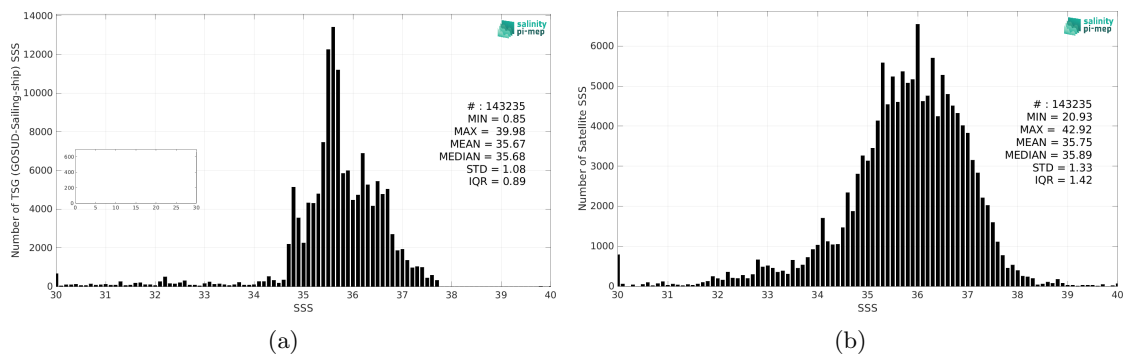 salinity
pi-mep
Number of TSG (GOSUD-Sailing-ship) SSS
14000
12000
10000
8000
6000
4000
2000
0
# : 143235
MIN = 0.85
MAX = 39.98
MEAN = 35.67
MEDIAN = 35.68
STD = 1.08
IQR = 0.89
600
400
200
0
0 5 10 15 20 25 30
30 31 32 33 34 35 36 37 38 39 40
SSS
(a)
salinity
pi-mep
Number of Satellite SSS
6000
5000
4000
3000
2000
1000
0
# : 143235
MIN = 20.93
MAX = 42.92
MEAN = 35.75
MEDIAN = 35.89
STD = 1.33
IQR = 1.42
30 31 32 33 34 35 36 37 38 39 40
SSS
(b)